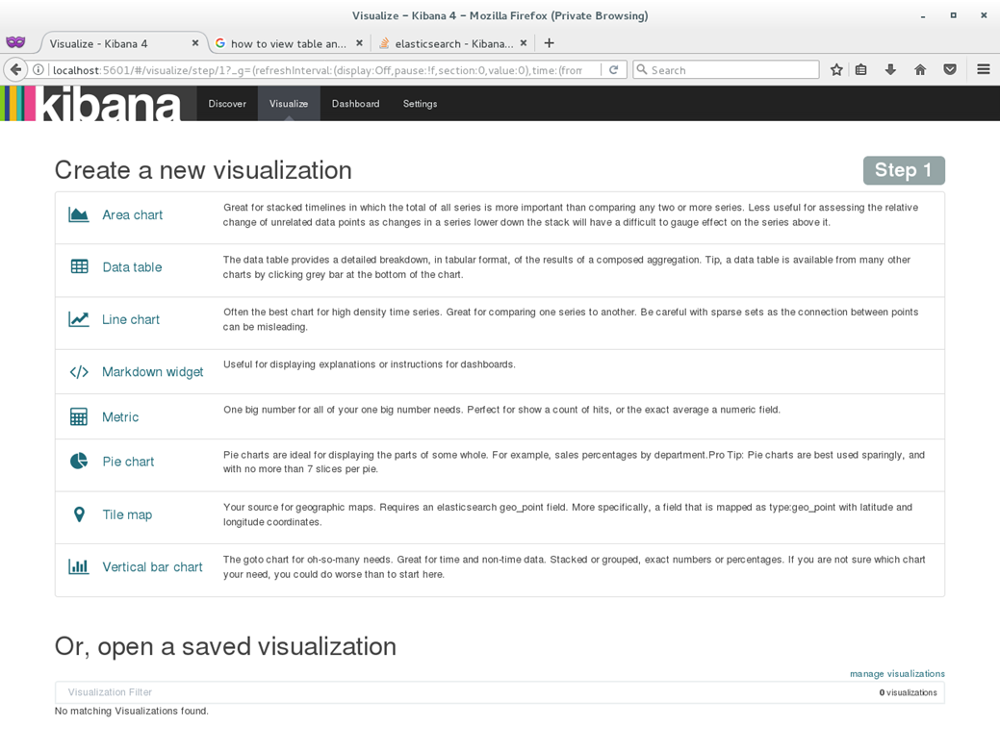 Visualize - Kibana 4 - Mozilla Firefox (Private Browsing)
Visualize - Kibana 4
how to view table an...
elasticsearch - Kibana...
localhost:5601/#/visualize/step/1?_g=(refreshInterval:(display:Off,pause:!f,section:0,value:0),time:(from
Search
kibana
Discover
Visualize
Dashboard
Settings
Create a new visualization
Step 1
Area chart
Great for stacked timelines in which the total of all series is more important than comparing any two or more series. Less useful for assessing the relative
change of unrelated data points as changes in a series lower down the stack will have a difficult to gauge effect on the series above it.
Data table
The data table provides a detailed breakdown, in tabular format, of the results of a composed aggregation. Tip, a data table is available from many other
charts by clicking grey bar at the bottom of the chart.
Line chart
Often the best chart for high density time series. Great for comparing one series to another. Be careful with sparse sets as the connection between points
can be misleading.
Markdown widget
Useful for displaying explanations or instructions for dashboards.
Metric
One big number for all of your one big number needs. Perfect for show a count of hits, or the exact average a numeric field.
Pie chart
Pie charts are ideal for displaying the parts of some whole. For example, sales percentages by department.Pro Tip: Pie charts are best used sparingly, and
with no more than 7 slices per pie.
Tile map
Your source for geographic maps. Requires an elasticsearch geo_point field. More specifically, a field that is mapped as type:geo_point with latitude and
longitude coordinates.
Vertical bar chart
The goto chart for oh-so-many needs. Great for time and non-time data. Stacked or grouped, exact numbers or percentages. If you are not sure which chart
your need, you could do worse than to start here.
Or, open a saved visualization
manage visualizations
Visualization Filter
0 visualizations
No matching Visualizations found.